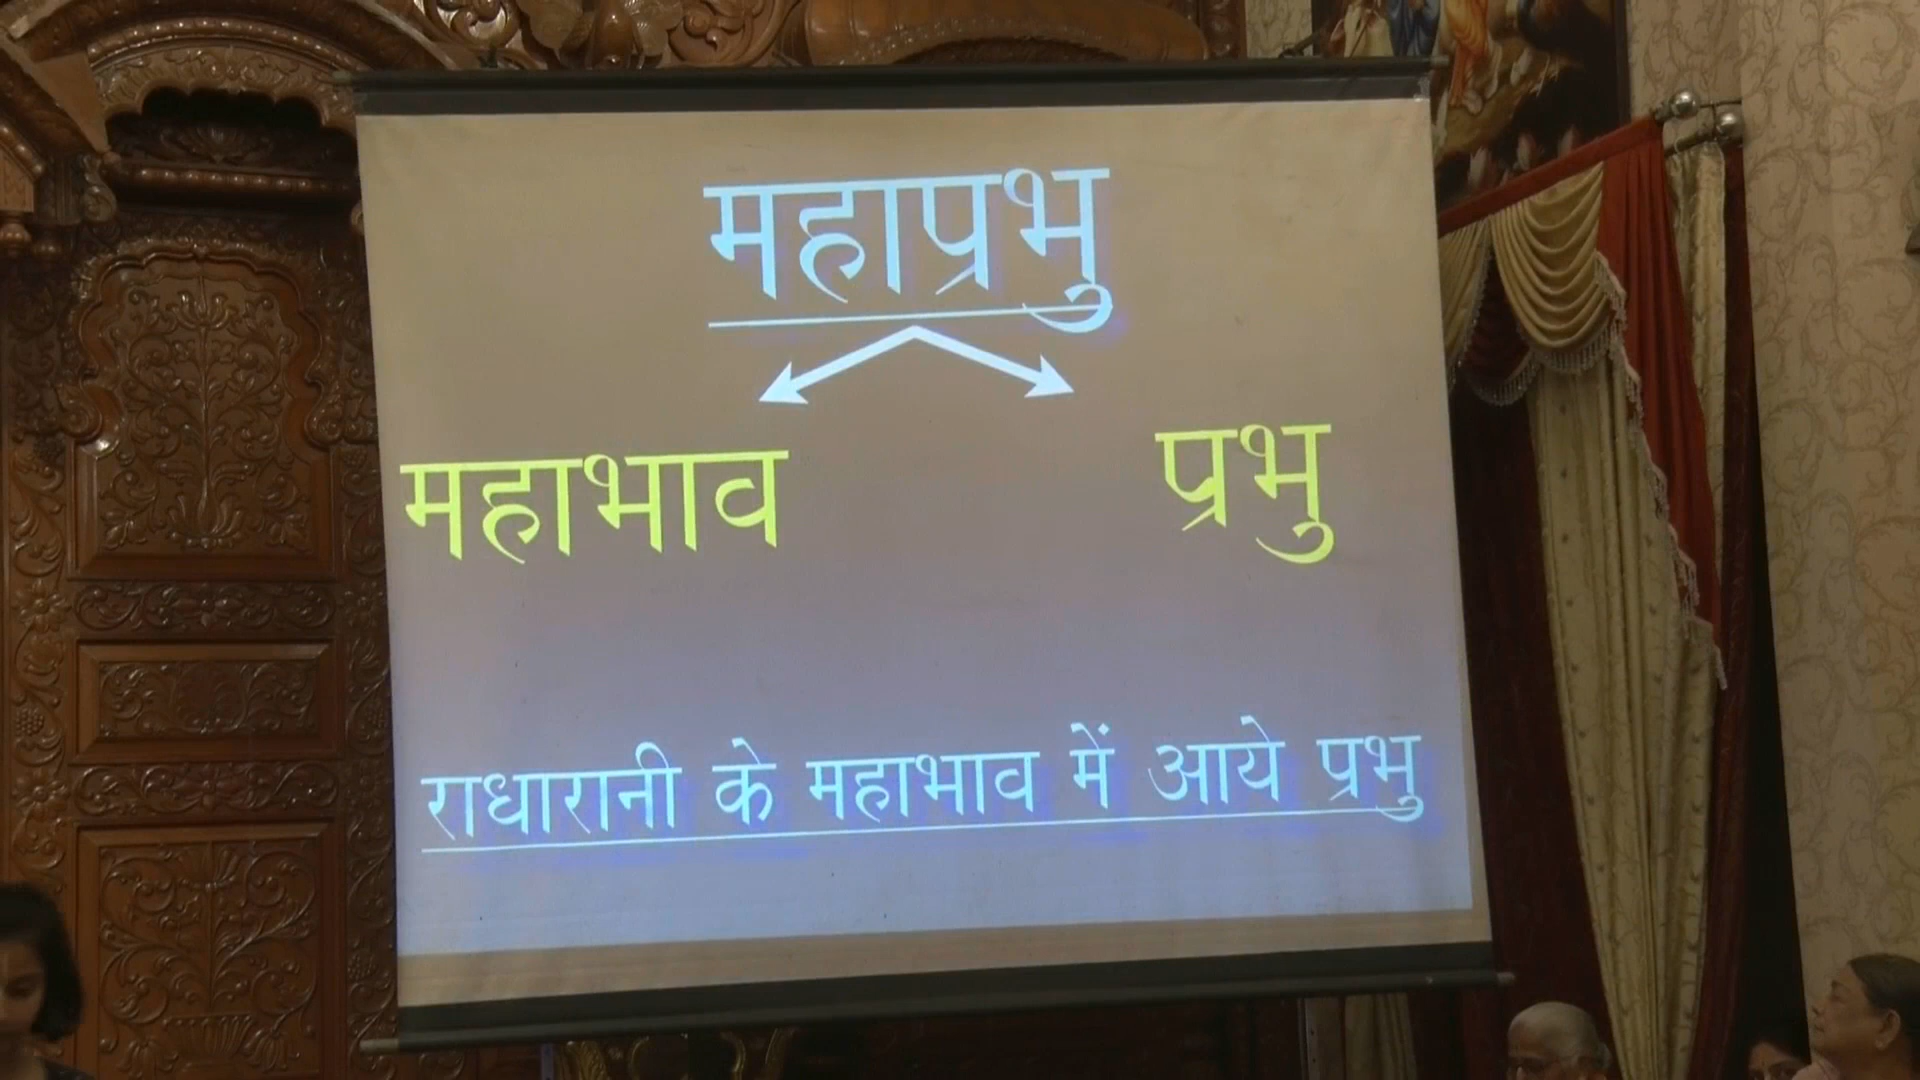 महाप्रभु
महाभाव प्रभु
राधारानी के महाभाव में आये प्रभु